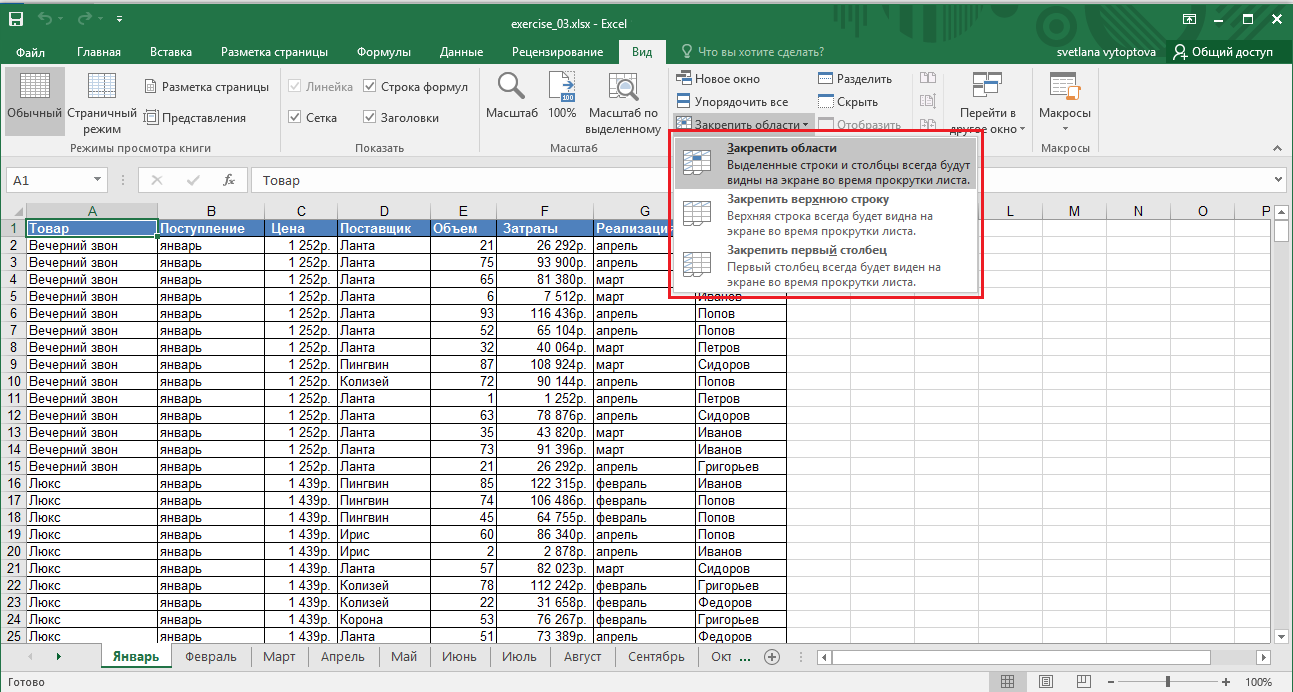 exercise_03.xlsx - Excel
Файл Главная Вставка Разметка страницы Формулы Данные Рецензирование Вид Что вы хотите сделать? svetlana vytoptova Общий доступ
Обычный
Страничный режим
Разметка страницы
Представления
Режимы просмотра книги
Линейка
Строка формул
Сетка
Заголовки
Показать
Масштаб
100
100%
Масштаб по выделенному
Масштаб
Новое окно
Упорядочить все
Закрепить области
Разделить
Скрыть
Отобразить
Перейти в другое окно
Макросы
Макросы
Закрепить области
Выделенные строки и столбцы всегда будут
видны на экране во время прокрутки листа.
Закрепить верхнюю строку
Верхняя строка всегда будет видна на
экране во время прокрутки листа.
Закрепить первый столбец
Первый столбец всегда будет виден на
экране во время прокрутки листа.
A1 fx Товар
A B C D E F G L M N O P
1 Товар Поступление Цена Поставщик Объем Затраты
2 Вечерний звон январь 1 252р. Ланта 21 26 292р. апрель
3 Вечерний звон январь 1 252р. Ланта 75 93 900р. апрель
4 Вечерний звон январь 1 252р. Ланта 65 81 380р. март
5 Вечерний звон январь 1 252р. Ланта 6 7 512р. март Иванов
6 Вечерний звон январь 1 252р. Ланта 93 116 436р. апрель Попов
7 Вечерний звон январь 1 252р. Ланта 52 65 104р. апрель Попов
8 Вечерний звон январь 1 252р. Ланта 32 40 064р. март Петров
9 Вечерний звон январь 1 252р. Пингвин 87 108 924р. март Сидоров
10 Вечерний звон январь 1 252р. Колизей 72 90 144р. апрель Попов
11 Вечерний звон январь 1 252р. Ланта 1 1 252р. апрель Петров
12 Вечерний звон январь 1 252р. Ланта 63 78 876р. апрель Сидоров
13 Вечерний звон январь 1 252р. Ланта 35 43 820р. март Иванов
14 Вечерний звон январь 1 252р. Ланта 73 91 396р. март Иванов
15 Вечерний звон январь 1 252р. Ланта 21 26 292р. апрель Григорьев
16 Люкс январь 1 439р. Пингвин 85 122 315р. февраль Иванов
17 Люкс январь 1 439р. Пингвин 74 106 486р. февраль Попов
18 Люкс январь 1 439р. Пингвин 45 64 755р. февраль Попов
19 Люкс январь 1 439р. Ирис 60 86 340р. апрель Попов
20 Люкс январь 1 439р. Ирис 2 2 878р. апрель Иванов
21 Люкс январь 1 439р. Ланта 57 82 023р. март Сидоров
22 Люкс январь 1 439р. Колизей 78 112 242р. февраль Григорьев
23 Люкс январь 1 439р. Колизей 22 31 658р. февраль Федоров
24 Люкс январь 1 439р. Корона 53 76 267р. февраль Григорьев
25 Люкс январь 1 439р. Ланта 51 73 389р. апрель Федоров
Январь Февраль Март Апрель Май Июнь Июль Август Сентябрь Окт ...
Готово 100%